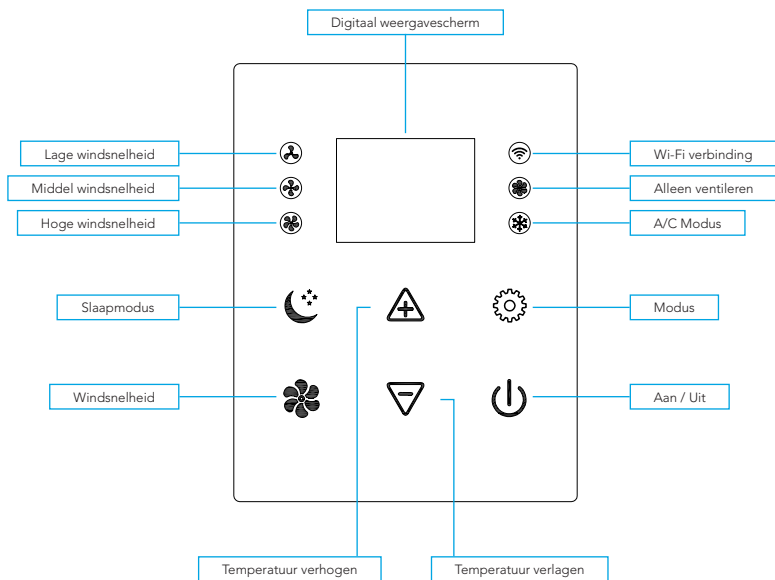 Digitaal weergavescherm
Lage windsnelheid
Wi-Fi verbinding
Middel windsnelheid
Alleen ventileren
Hoge windsnelheid
A/C Modus
Slaapmodus
Modus
Windsnelheid
Aan / Uit
Temperatuur verhogen
Temperatuur verlagen